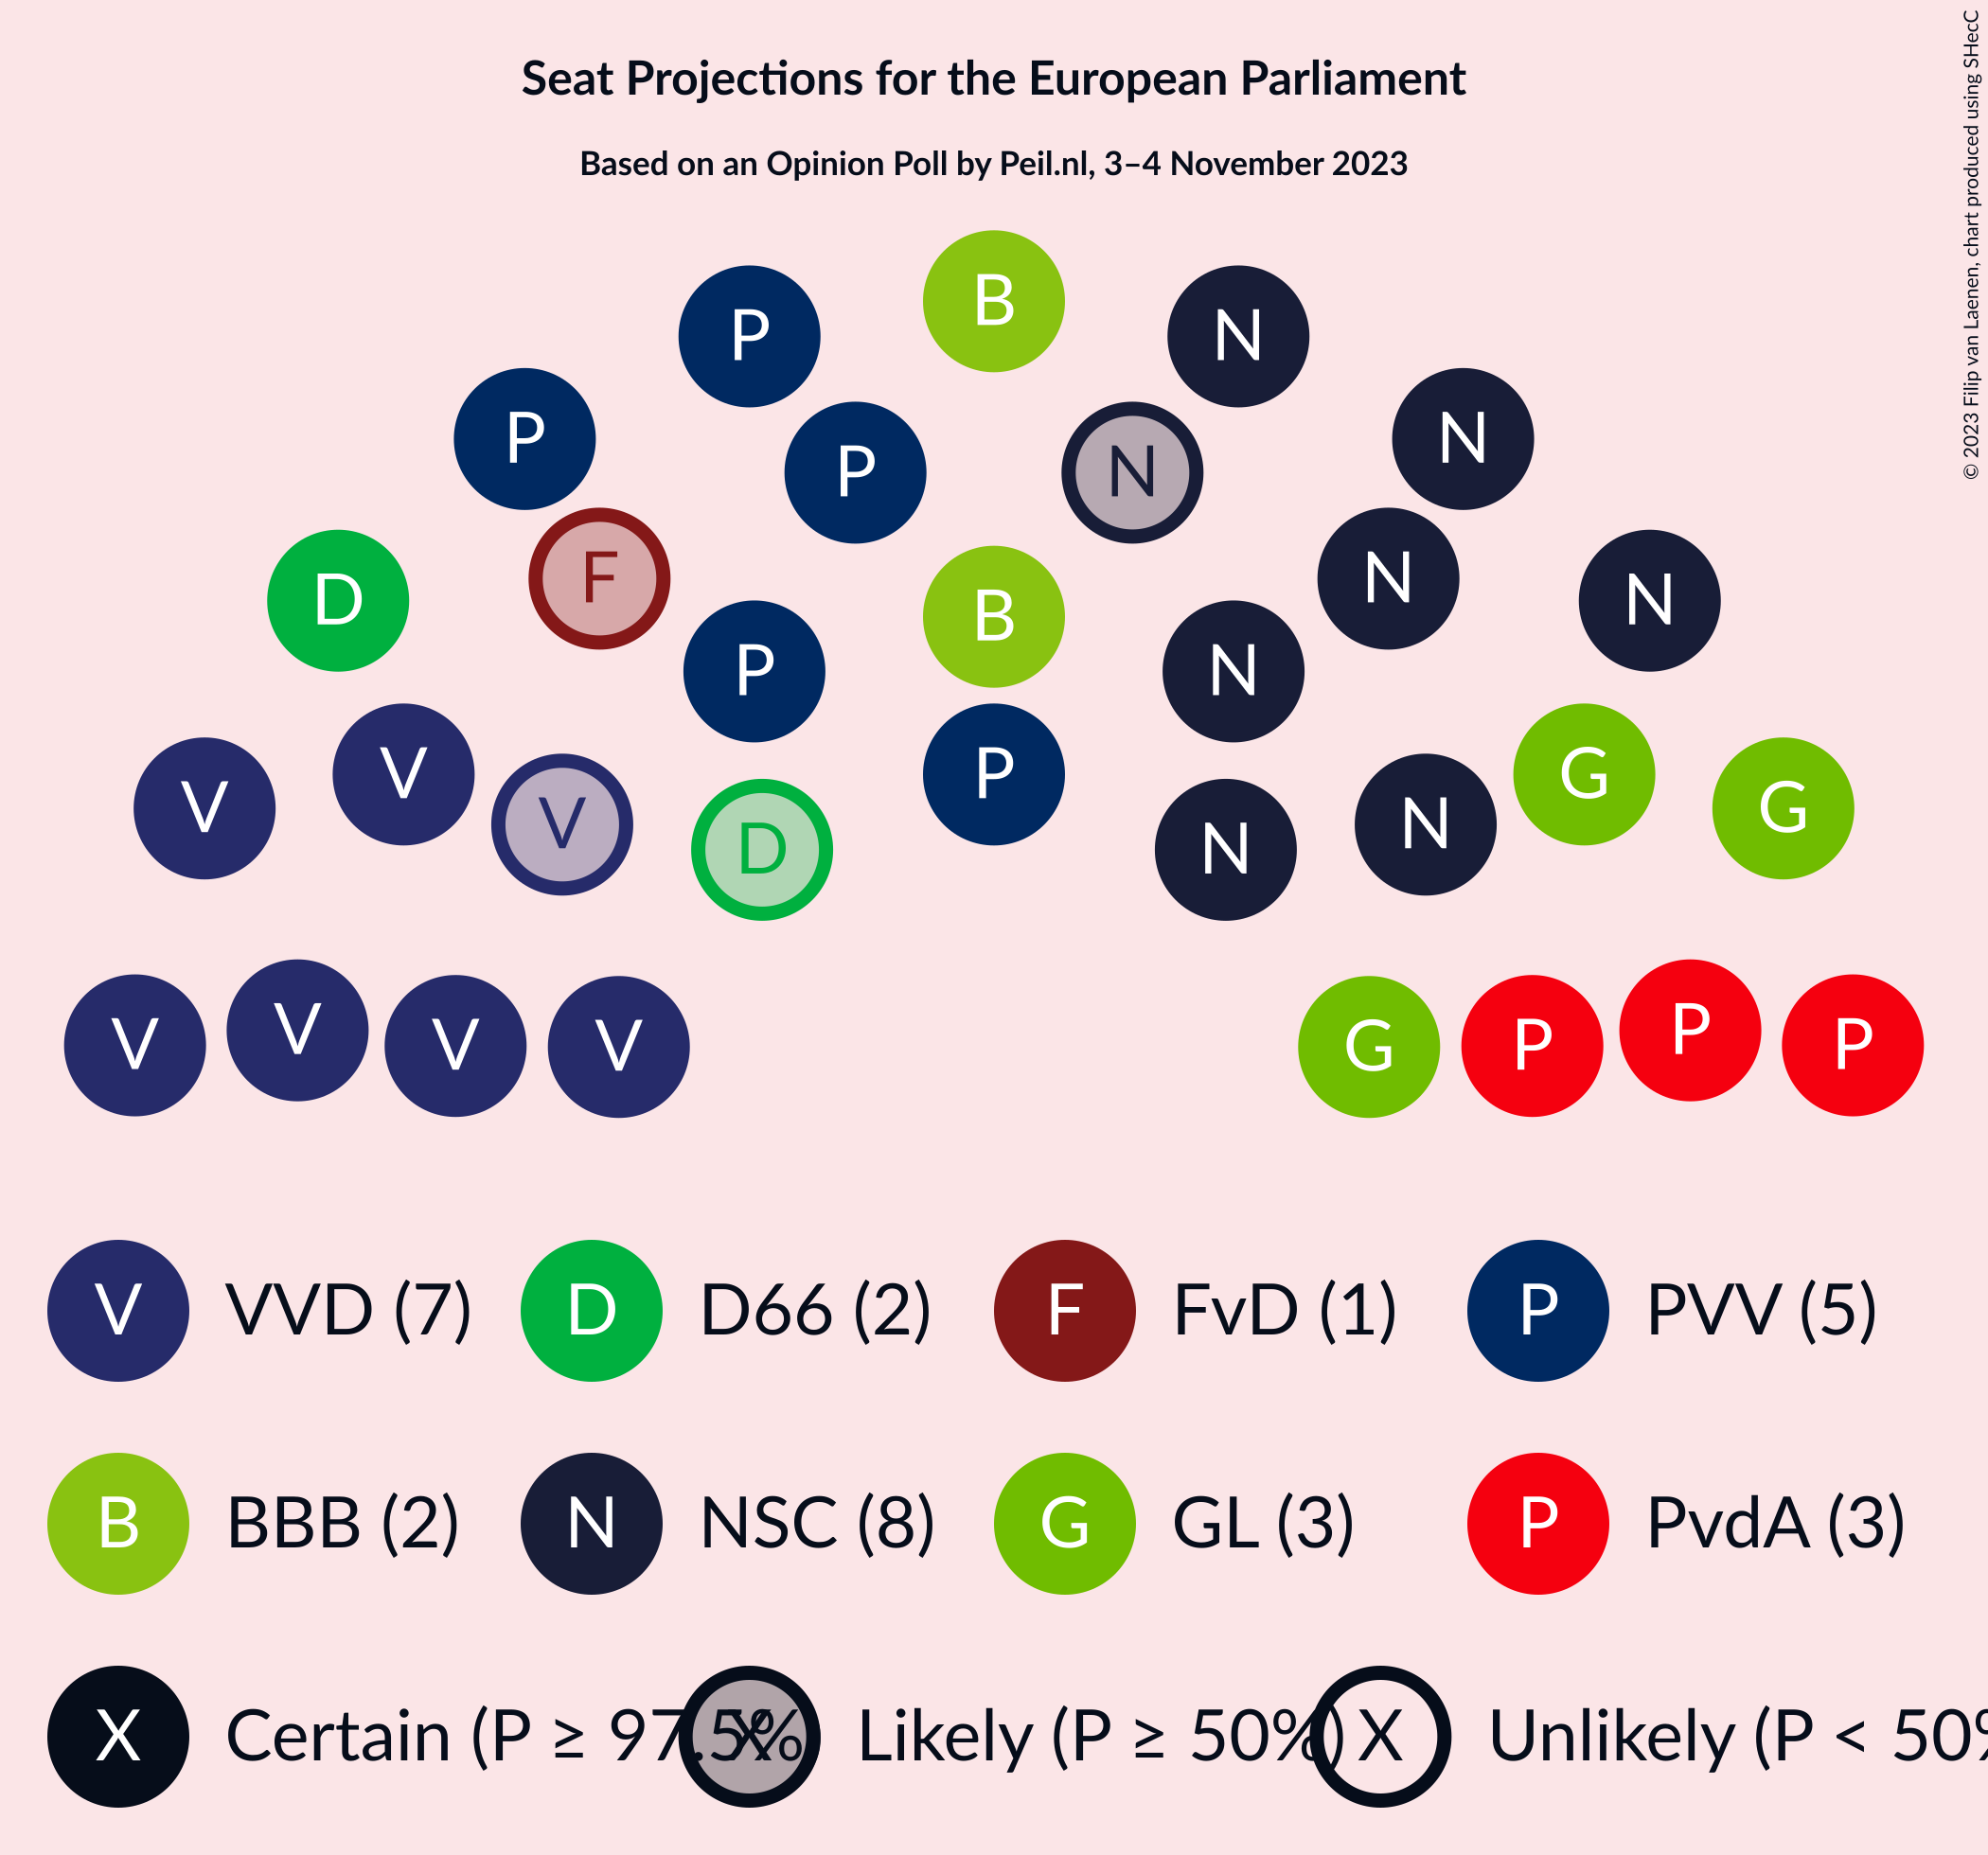 Seat Projections for the European Parliament
Based on an Opinion Poll by Peil.nl, 3–4 November 2023
© 2023 Filip van Laenen, chart produced using SHecC
B
P N
P N
P N
F N
D B N
P N
V P G
V V N G
D N
V V
V V G P
P P
V VVD (7) D D66 (2) F FvD (1) P PVV (5)
B BBB (2) N NSC (8) G GL (3) P PvdA (3)
X Certain (P ≥ 97.5% X Likely (P ≥ 50%) X Unlikely (P < 50%